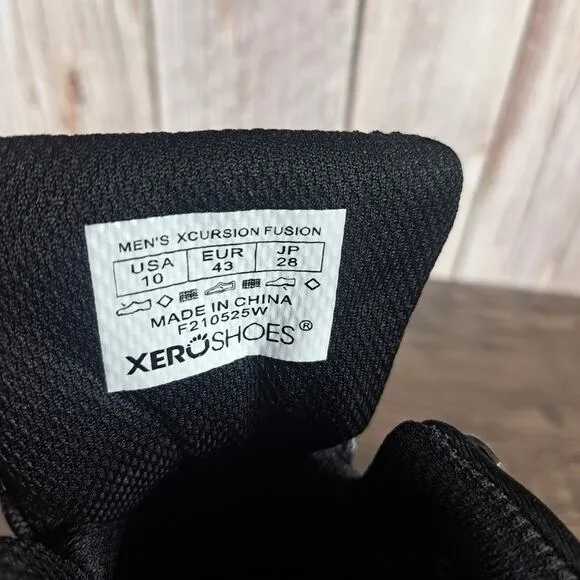 MEN'S XCURSION FUSION
USA EUR JP
10 43 28
MADE IN CHINA
F210525W
XEROSHOES®